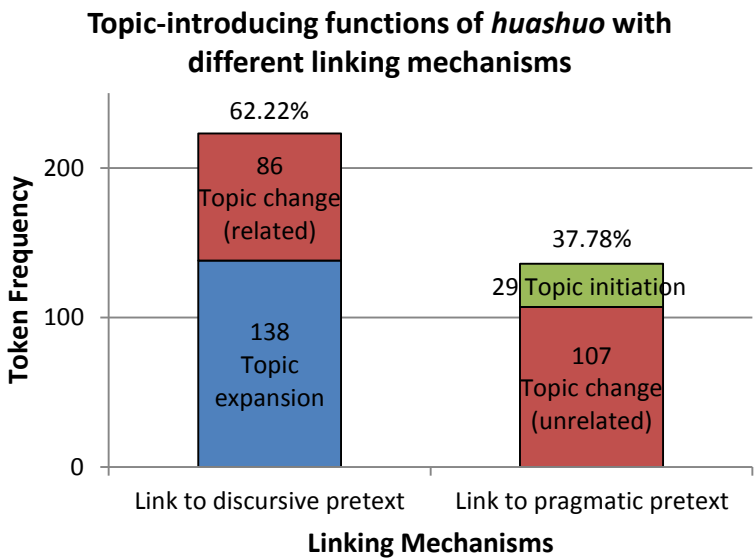 Topic-introducing functions of huashuo with
different linking mechanisms
Token Frequency
200
100
0
62.22%
86
Topic change
(related)
138
Topic
expansion
37.78%
29 Topic initiation
107
Topic change
(unrelated)
Link to discursive pretext
Link to pragmatic pretext
Linking Mechanisms